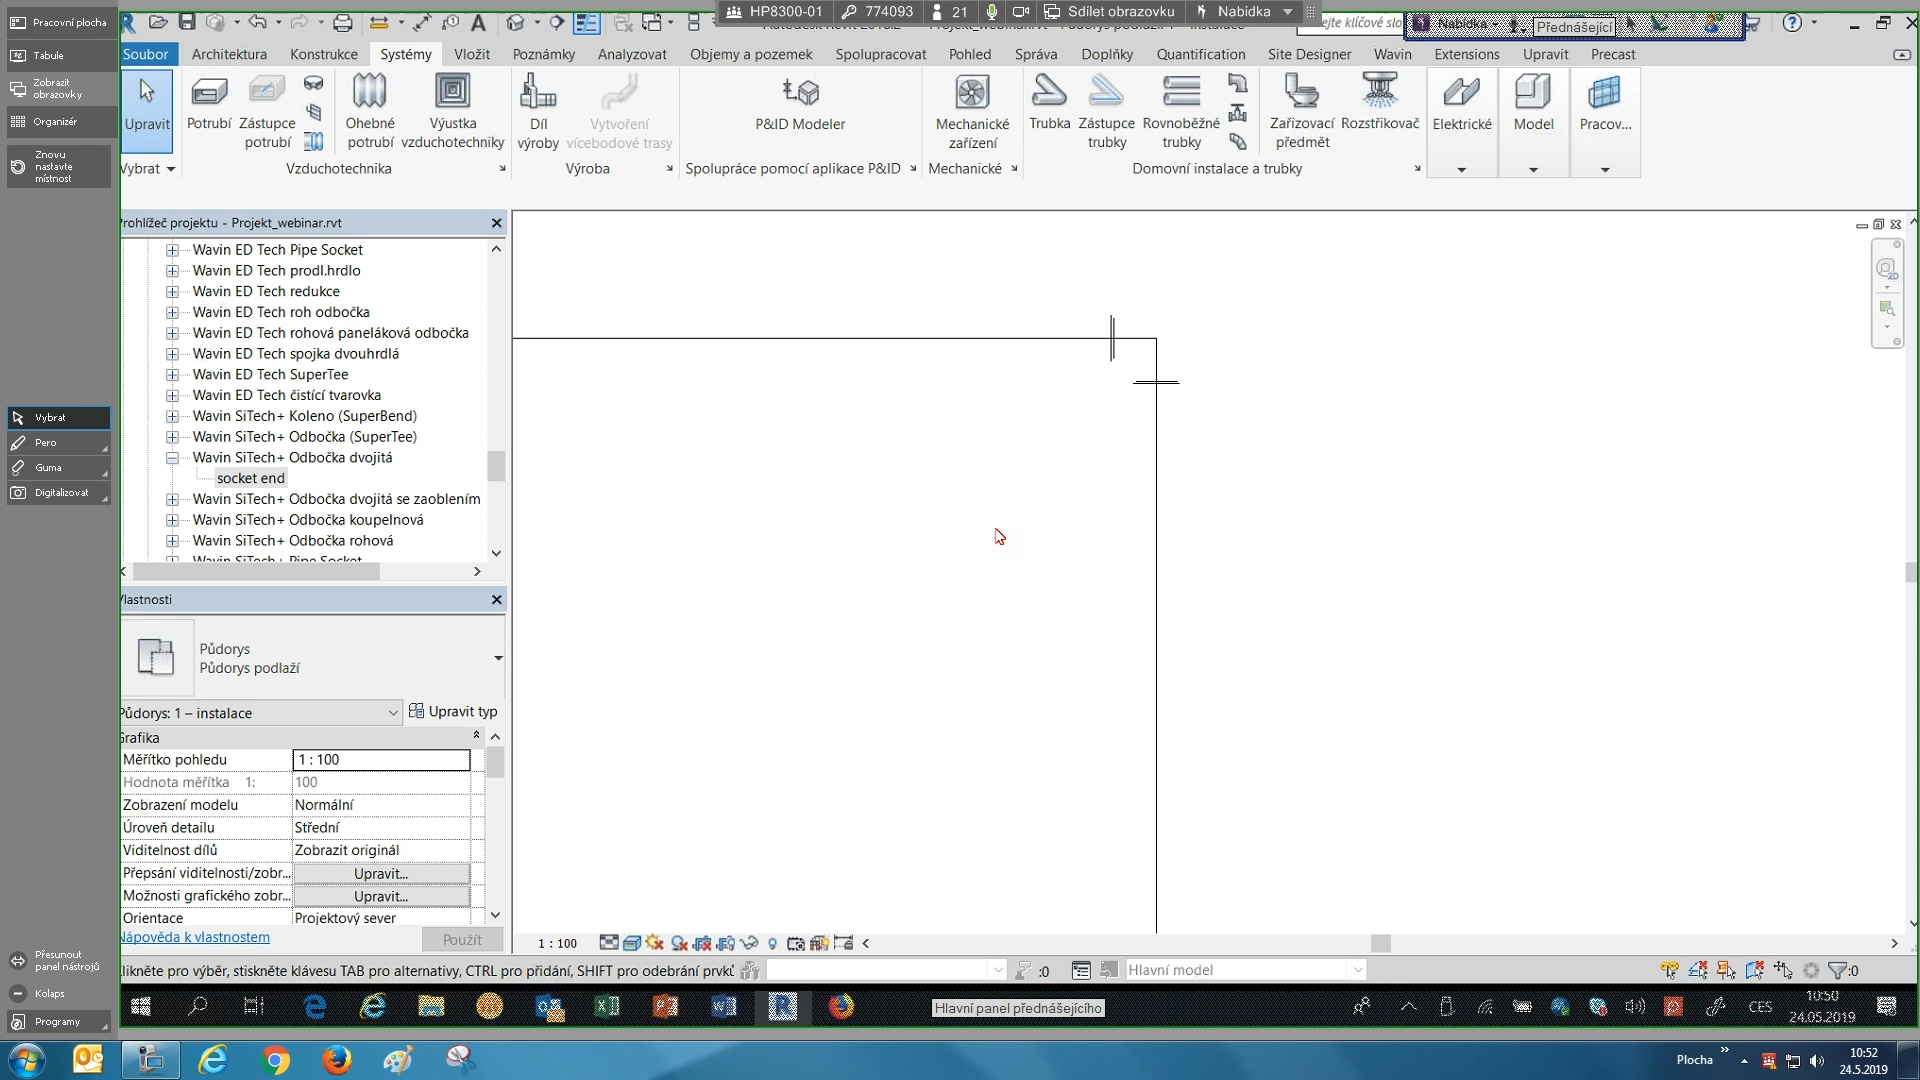 Pracovní plocha
Tabule
Zobrazit
obrazovky
Organizér
Znovu
nastavte
místnost
Vybrat
Pero
Guma
Digitalizovat
Přesunout
panel nástrojů
Kolaps
Programy
HP8300-01
774093
21
Sdílet obrazovku
Nabídka
Nabídka
Přednášející
Soubor
Architektura
Konstrukce
Systémy
Vložit
Poznámky
Analyzovat
Objemy a pozemek
Spolupracovat
Pohled
Správa
Doplňky
Quantification
Site Designer
Wavin
Extensions
Upravit
Precast
Upravit
Potrubí
Zástupce
potrubí
Ohebné
potrubí
Výustka
vzduchotechniky
Díl
výroby
Vytvoření
vícebodové trasy
P&ID Modeler
Mechanické
zařízení
Trubka
Zástupce
trubky
Rovnoběžné
trubky
Zařizovací
předmět
Rozstřikovač
Elektrické
Model
Pracov...
Vybrat
Vzduchotechnika
Výroba
Spolupráce pomocí aplikace P&ID
Mechanické
Domovní instalace a trubky
rohlížeč projektu - Projekt_webinar.rvt
Wavin ED Tech Pipe Socket
Wavin ED Tech prodl.hrdlo
Wavin ED Tech redukce
Wavin ED Tech roh odbočka
Wavin ED Tech rohová paneláková odbočka
Wavin ED Tech spojka dvouhrdlá
Wavin ED Tech SuperTee
Wavin ED Tech čistící tvarovka
Wavin SiTech+ Koleno (SuperBend)
Wavin SiTech+ Odbočka (SuperTee)
Wavin SiTech+ Odbočka dvojitá
socket end
Wavin SiTech+ Odbočka dvojitá se zaoblením
Wavin SiTech+ Odbočka koupelnová
Wavin SiTech+ Odbočka rohová
Wavin SiTech+ Pipe Socket
lastnosti
Půdorys
Půdorys podlaží
Půdorys: 1 – instalace
Upravit typ
Grafika
Měřítko pohledu
1 : 100
Hodnota měřítka 1:
100
Zobrazení modelu
Normální
Úroveň detailu
Střední
Viditelnost dílů
Zobrazit originál
Přepsání viditelnosti/zobr...
Upravit...
Možnosti grafického zobr...
Upravit...
Orientace
Projektový sever
Nápověda k vlastnostem
Použít
1 : 100
likněte pro výběr, stiskněte klávesu TAB pro alternativy, CTRL pro přidání, SHIFT pro odebrání prvků
:0
Hlavní model
:0
Hlavní panel přednášejícího
CES
10:50
24.05.2019
Plocha
10:52
24.5.2019